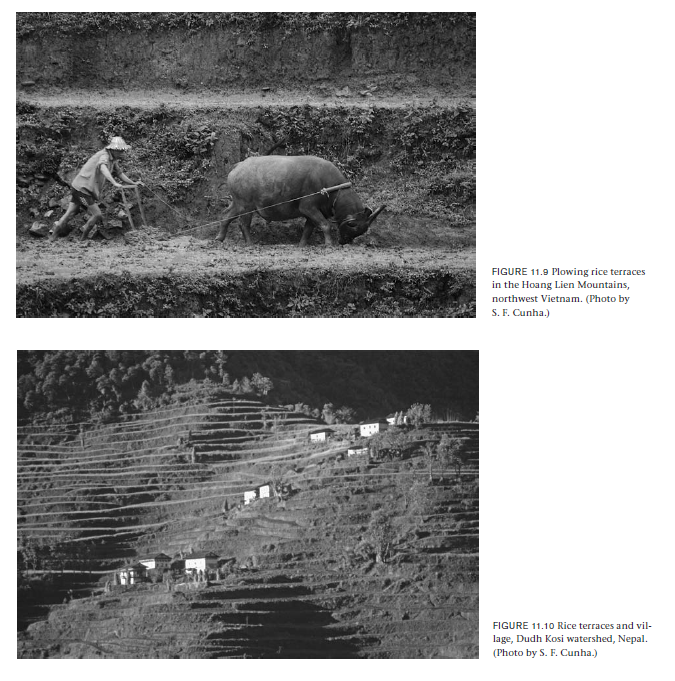 FIGURE 11.9 Plowing rice terraces
in the Hoang Lien Mountains,
northwest Vietnam. (Photo by
S. F. Cunha.)
FIGURE 11.10 Rice terraces and vil-
lage, Dudh Kosi watershed, Nepal.
(Photo by S. F. Cunha.)